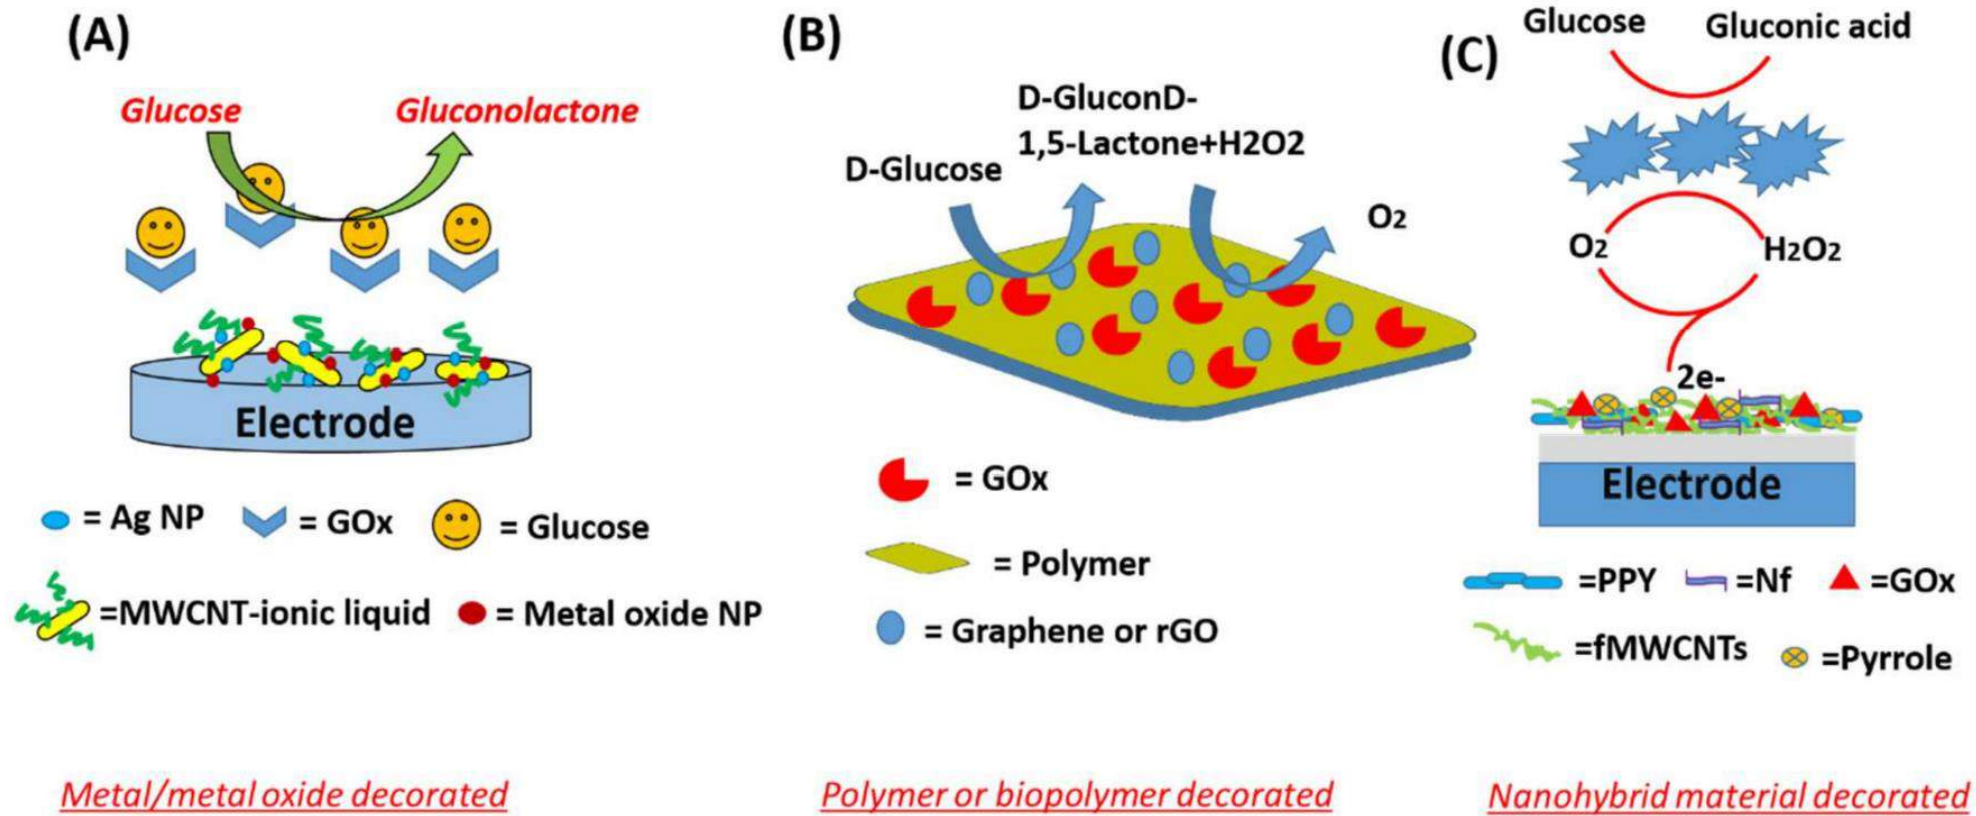 (A)
Glucose
Gluconolactone
Electrode
= Ag NP
= GOx
= Glucose
=MWCNT-ionic liquid
= Metal oxide NP
Metal/metal oxide decorated
(B)
D-GluconD-
1,5-Lactone+H2O2
D-Glucose
O2
= GOx
= Polymer
= Graphene or rGO
Polymer or biopolymer decorated
(C)
Glucose
Gluconic acid
O2
H2O2
2e-
Electrode
=PPY
=Nf
=GOx
=fMWCNTs
=Pyrrole
Nanohybrid material decorated